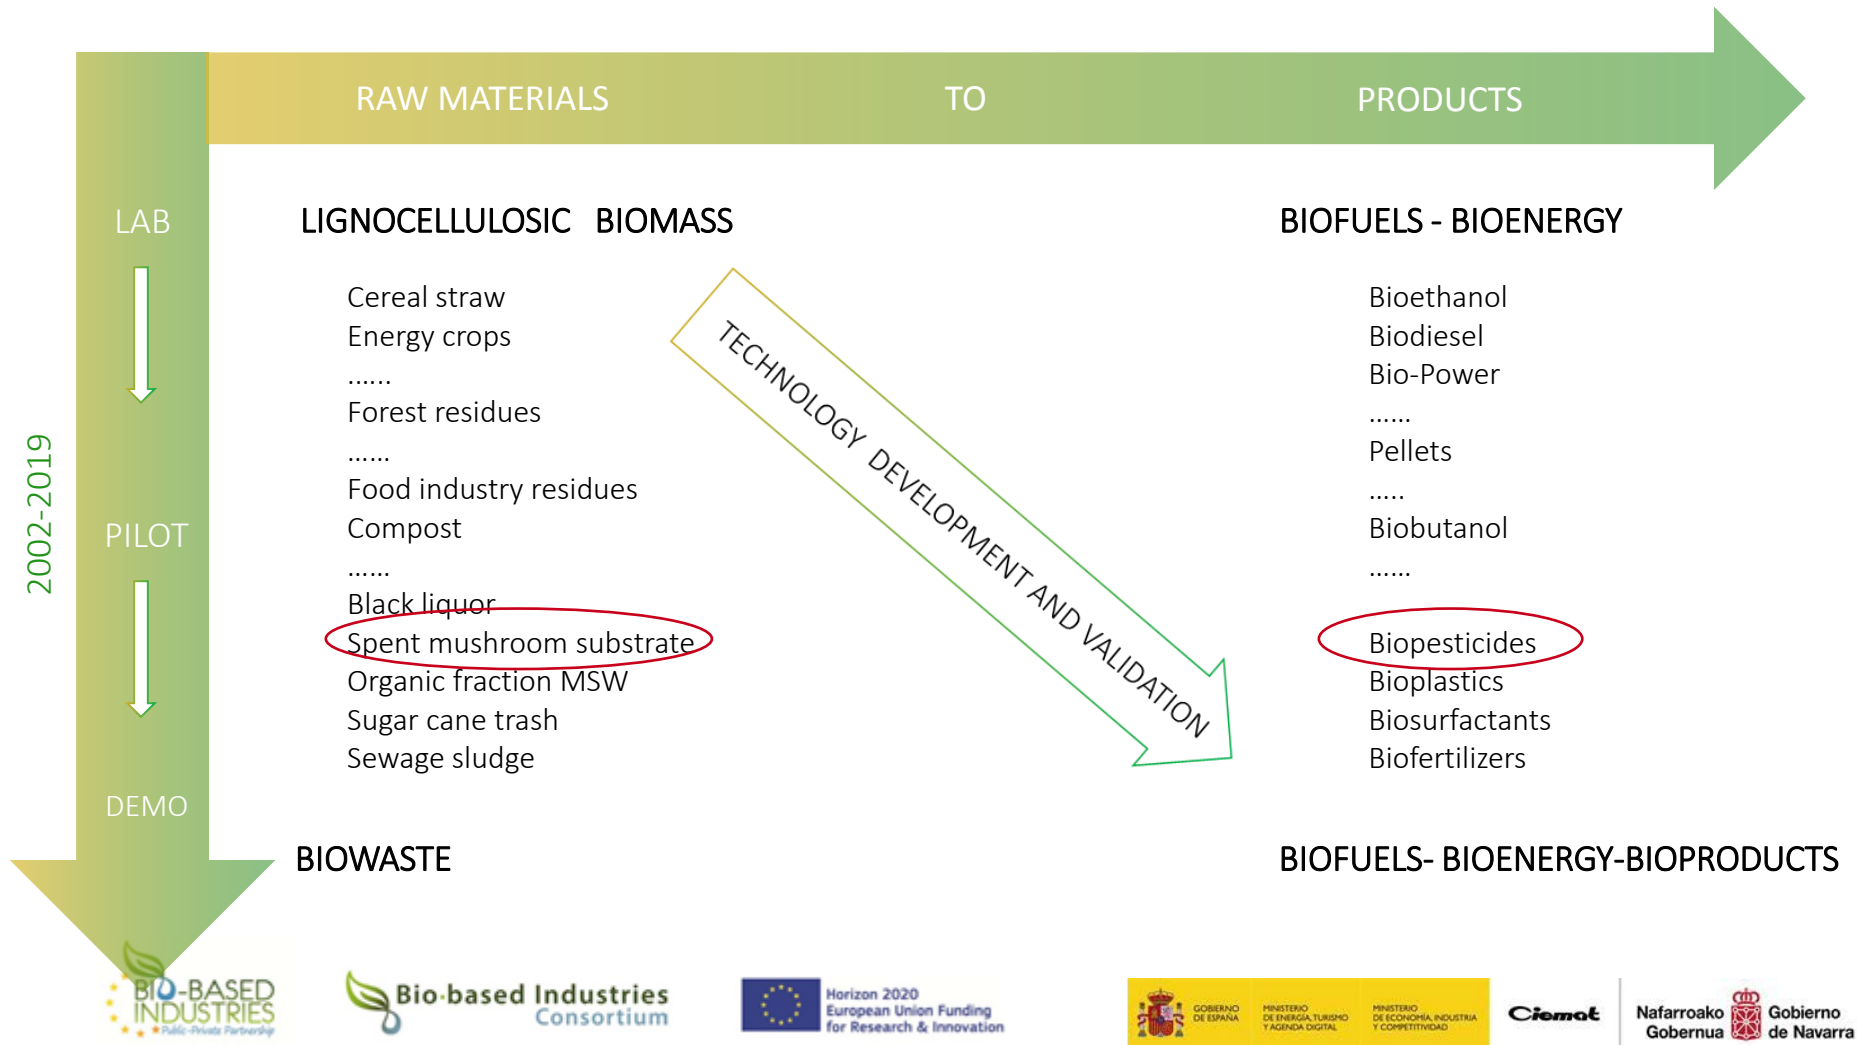 RAW MATERIALS TO PRODUCTS
2002-2019
LAB
PILOT
DEMO
LIGNOCELLULOSIC BIOMASS
Cereal straw
Energy crops
......
Forest residues
......
Food industry residues
Compost
......
Black liquor
Spent mushroom substrate
Organic fraction MSW
Sugar cane trash
Sewage sludge
BIOWASTE
TECHNOLOGY DEVELOPMENT AND VALIDATION
BIOFUELS - BIOENERGY
Bioethanol
Biodiesel
Bio-Power
......
Pellets
.....
Biobutanol
......
Biopesticides
Bioplastics
Biosurfactants
Biofertilizers
BIOFUELS- BIOENERGY-BIOPRODUCTS
BIO-BASED
INDUSTRIES
Public-Private Partnership
Bio-based Industries
Consortium
Horizon 2020
European Union Funding
for Research & Innovation
GOBIERNO
DE ESPAÑA
MINISTERIO
DE ENERGÍA, TURISMO
Y AGENDA DIGITAL
MINISTERIO
DE ECONOMÍA, INDUSTRIA
Y COMPETITIVIDAD
Ciemat
Nafarroako
Gobernua
Gobierno
de Navarra